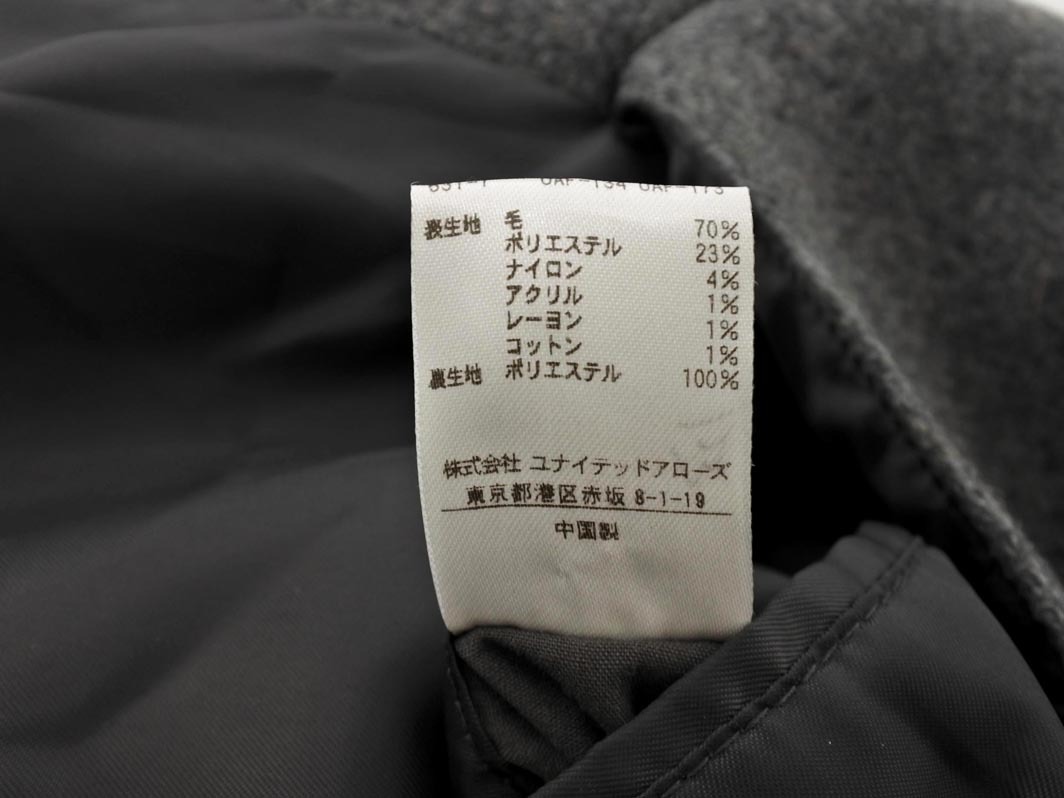 表生地 毛 70%
ポリエステル 23%
ナイロン 4%
アクリル 1%
レーヨン 1%
コットン 1%
裏生地 ポリエステル 100%
株式会社 ユナイテッドアローズ
東京都港区赤坂 8-1-19
中国製